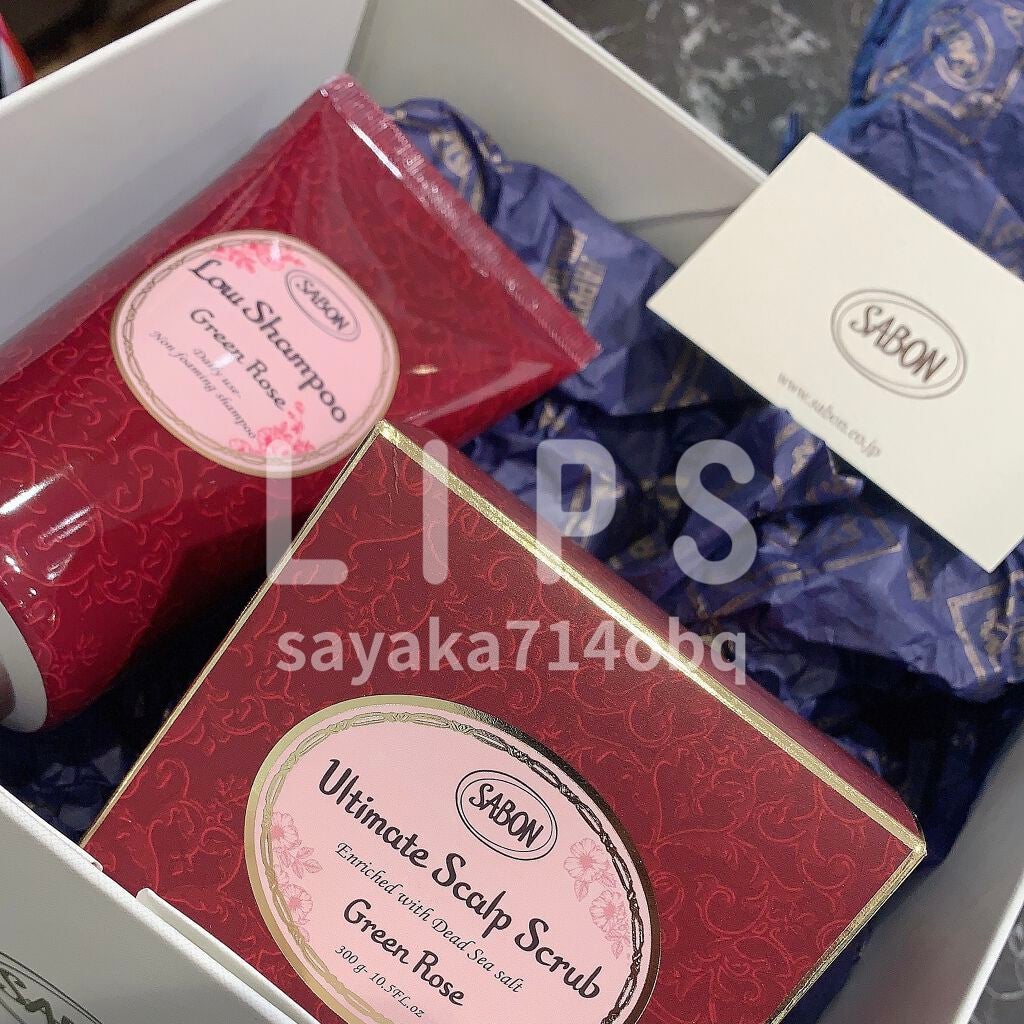 SABON
Low Shampoo
Green Rose
Daily use
Non foaming shampoo
SABON
www.sabon.co.jp
LIPS
sayaka714obq
SABON
Ultimate Scalp Scrub
Enriched with Dead Sea salt
Green Rose
300 g · 10.5FL.oz
SABON